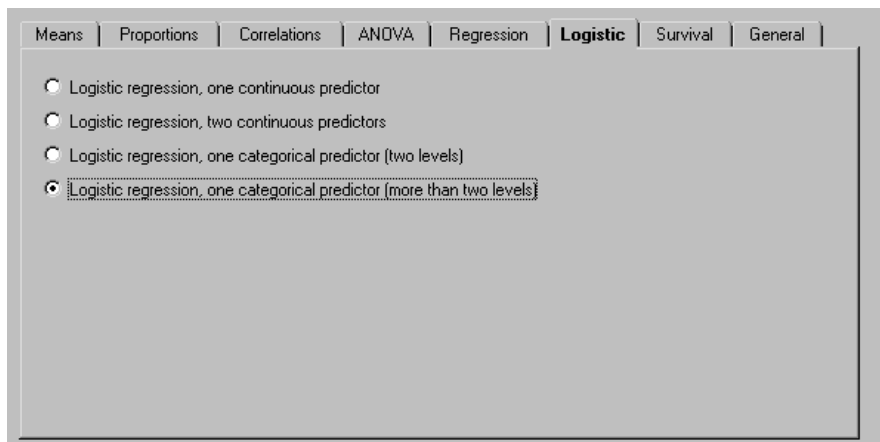 Means Proportions Correlations ANOVA Regression Logistic Survival General
Logistic regression, one continuous predictor
Logistic regression, two continuous predictors
Logistic regression, one categorical predictor (two levels)
Logistic regression, one categorical predictor (more than two levels)